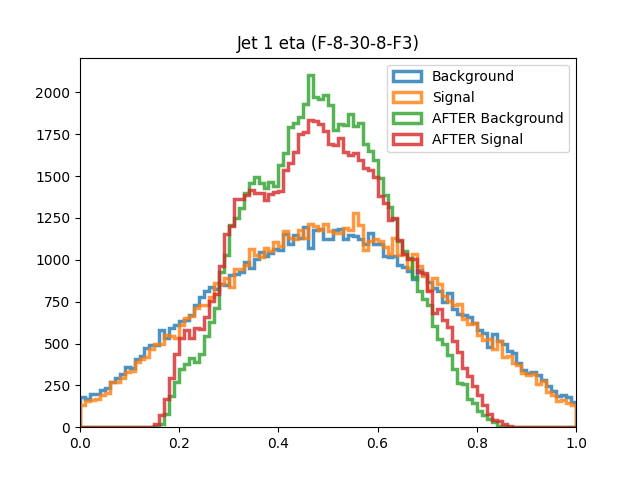 Jet 1 eta (F-8-30-8-F3)
Background
Signal
AFTER Background
AFTER Signal
2000
1750
1500
1250
1000
750
500
250
0
0.0 0.2 0.4 0.6 0.8 1.0